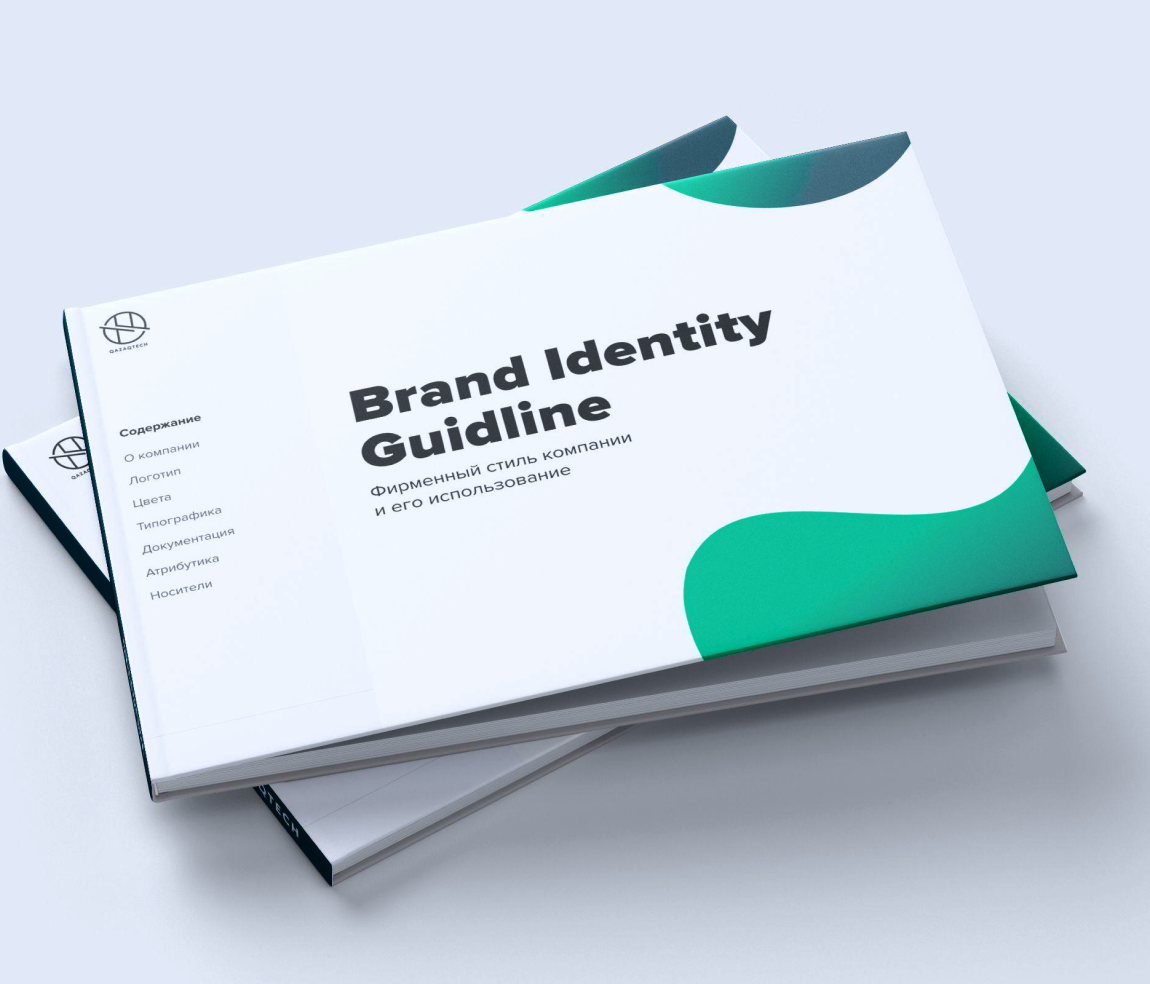 QAZAQTECH
Содержание
О компании
Логотип
Цвета
Типографика
Документация
Атрибутика
Носители
Brand Identity
Guidline
Фирменный стиль компании
и его использование